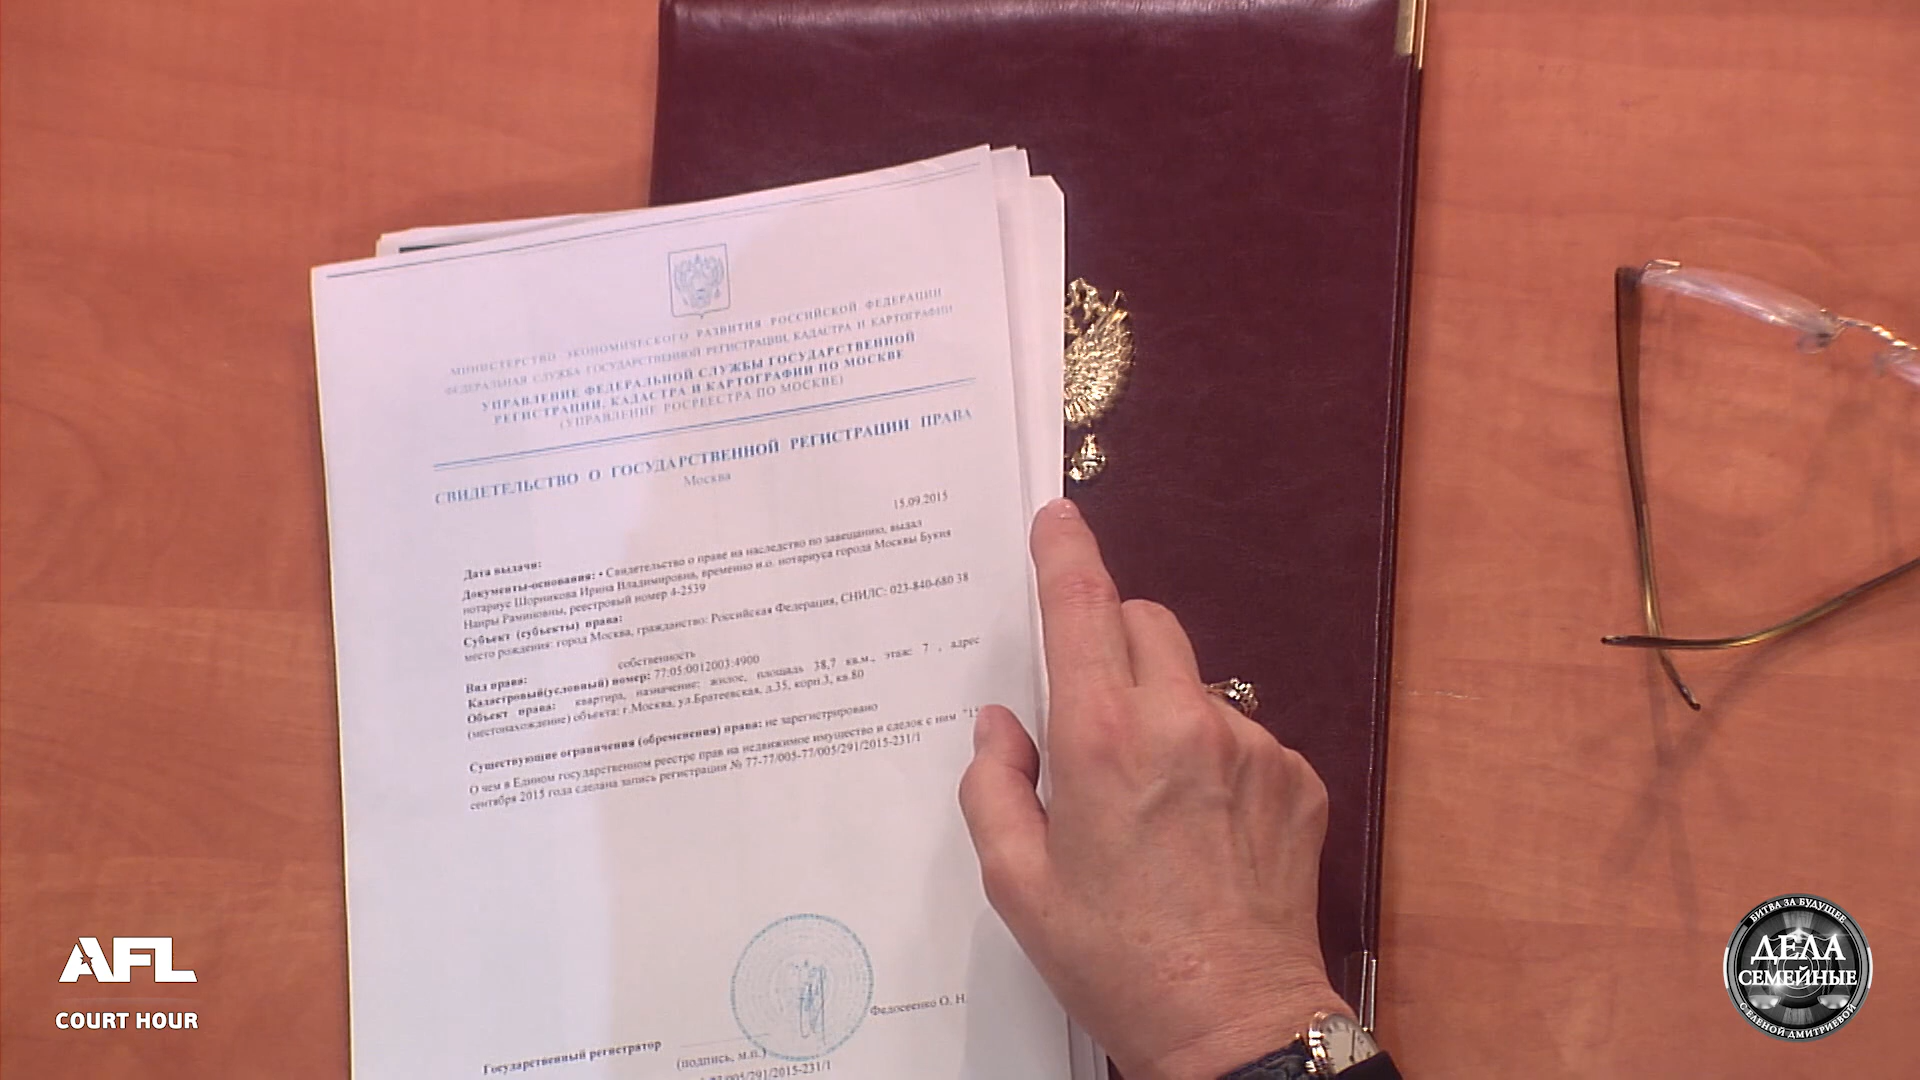 МИНИСТЕРСТВО ЭКОНОМИЧЕСКОГО РАЗВИТИЯ РОССИЙСКОЙ ФЕДЕРАЦИИ
ФЕДЕРАЛЬНАЯ СЛУЖБА ГОСУДАРСТВЕННОЙ РЕГИСТРАЦИИ, КАДАСТРА И КАРТОГРАФИИ
УПРАВЛЕНИЕ ФЕДЕРАЛЬНОЙ СЛУЖБЫ ГОСУДАРСТВЕННОЙ
РЕГИСТРАЦИИ, КАДАСТРА И КАРТОГРАФИИ ПО МОСКВЕ
(УПРАВЛЕНИЕ РОСРЕЕСТРА ПО МОСКВЕ)
СВИДЕТЕЛЬСТВО О ГОСУДАРСТВЕННОЙ РЕГИСТРАЦИИ ПРАВА
Москва
15.09.2015
Дата выдачи:
Документы-основания: • Свидетельство о праве на наследство по завещанию, выдал
нотариус Шорникова Ирина Владимировна, временно и.о. нотариуса города Москвы Букия
Наиры Раминовны, реестровый номер 4-2539
Субъект (субъекты) права:
место рождения: город Москва, гражданство: Российская Федерация, СНИЛС: 023-840-680 38
собственность
Вид права:
Кадастровый(условный) номер: 77:05:0012003:4900
Объект права: квартира, назначение: жилое, площадь 38,7 кв.м., этаж: 7 , адрес
(местонахождение) объекта: г.Москва, ул.Братеевская, д.35, корп.3, кв.80
Существующие ограничения (обременения) права: не зарегистрировано
О чем в Едином государственном реестре прав на недвижимое имущество и сделок с ним "15
сентября 2015 года сделана запись регистрации № 77-77/005-77/005/291/2015-231/1
Федосеенко О. Н.
Государственный регистратор
(подпись, м.п.)
77/005/291/2015-231/1
AFL
COURT HOUR
БИТВА ЗА БУДУЩЕЕ
ДЕЛА
СЕМЕЙНЫЕ
С ЕЛЕНОЙ ДМИТРИЕВОЙ